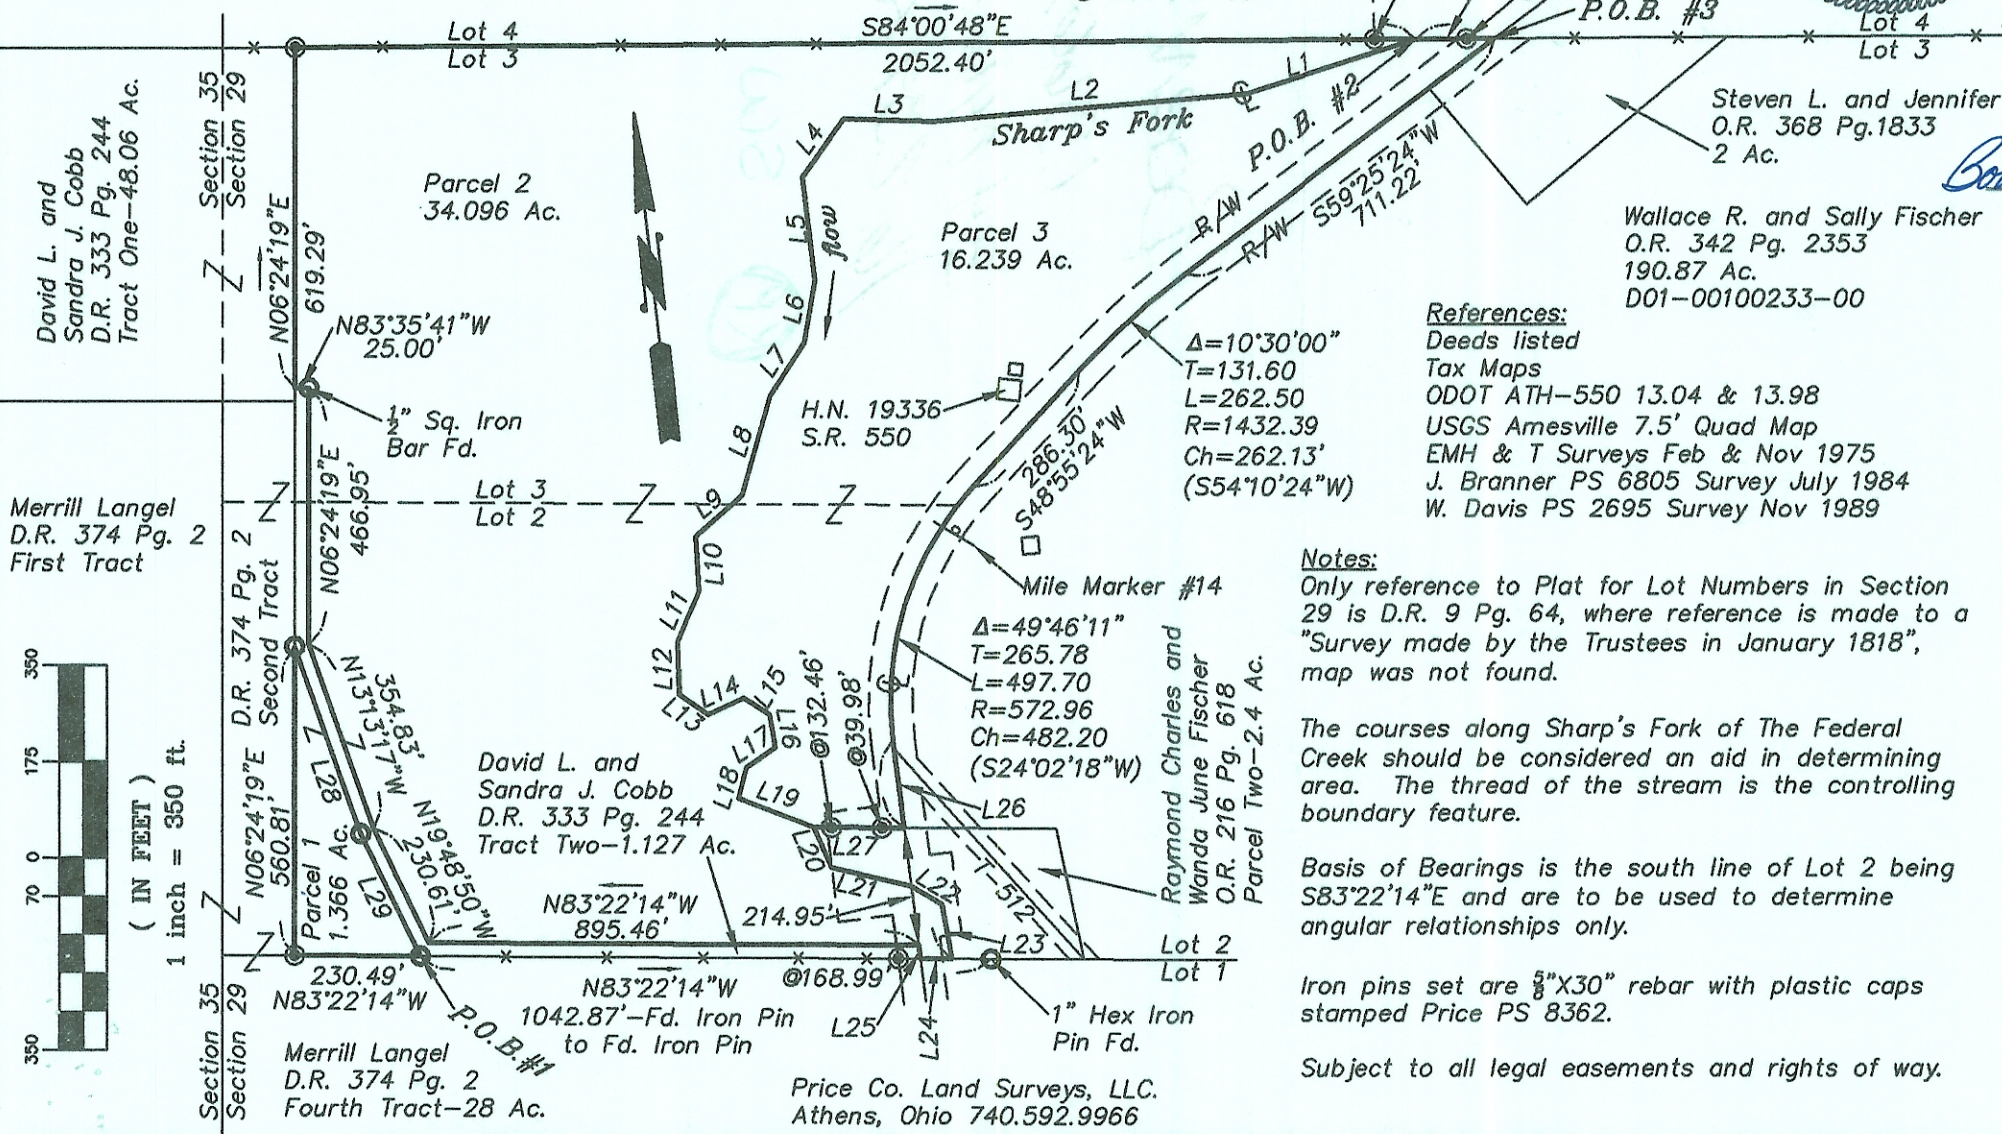 S84°00'48"E
2052.40'
Lot 4
Lot 3
P.O.B. #3
Lot 4
Lot 3
L1
L2
L3
L4
Sharp's Fork
P.O.B. #2
Steven L. and Jennifer
O.R. 368 Pg.1833
2 Ac.
David L. and
Sandra J. Cobb
D.R. 333 Pg. 244
Tract One-48.06 Ac.
Section 35
Section 29
N06°24'19"E
619.29'
Parcel 2
34.096 Ac.
L5
flow
Parcel 3
16.239 Ac.
R/W
R/W
S59°25'24"W
711.22'
Wallace R. and Sally Fischer
O.R. 342 Pg. 2353
190.87 Ac.
D01-00100233-00
N83°35'41"W
25.00'
½" Sq. Iron
Bar Fd.
L6
L7
L8
H.N. 19336
S.R. 550
Δ=10°30'00"
T=131.60
L=262.50
R=1432.39
Ch=262.13'
(S54°10'24"W)
References:
Deeds listed
Tax Maps
ODOT ATH-550 13.04 & 13.98
USGS Amesville 7.5' Quad Map
EMH & T Surveys Feb & Nov 1975
J. Branner PS 6805 Survey July 1984
W. Davis PS 2695 Survey Nov 1989
286.30'
S48°55'24"W
Merrill Langel
D.R. 374 Pg. 2
First Tract
N06°24'19"E
466.95'
Lot 3
Lot 2
L9
L10
L11
L12
L13
L14
L15
L16
L17
L18
L19
Mile Marker #14
Δ=49°46'11"
T=265.78
L=497.70
R=572.96
Ch=482.20
(S24°02'18"W)
Notes:
Only reference to Plat for Lot Numbers in Section
29 is D.R. 9 Pg. 64, where reference is made to a
"Survey made by the Trustees in January 1818",
map was not found.
The courses along Sharp's Fork of The Federal
Creek should be considered an aid in determining
area. The thread of the stream is the controlling
boundary feature.
Basis of Bearings is the south line of Lot 2 being
S83°22'14"E and are to be used to determine
angular relationships only.
Iron pins set are ⅝"X30" rebar with plastic caps
stamped Price PS 8362.
Subject to all legal easements and rights of way.
D.R. 374 Pg. 2
Second Tract
N06°24'19"E
560.81'
Parcel 1
1.366 Ac.
L28
L29
354.83'
N13°13'17"W
N19°48'50"W
230.61'
David L. and
Sandra J. Cobb
D.R. 333 Pg. 244
Tract Two-1.127 Ac.
@132.46'
@39.98'
L20
L27
L26
L21
L22
214.95'
T-512
L23
Raymond Charles and
Wanda June Fischer
O.R. 216 Pg. 618
Parcel Two-2.4 Ac.
N83°22'14"W
895.46'
Lot 2
Lot 1
350
175
0
70
350
( IN FEET )
1 inch = 350 ft.
Section 35
Section 29
230.49'
N83°22'14"W
P.O.B.#1
N83°22'14"W
1042.87'-Fd. Iron Pin
to Fd. Iron Pin
@168.99'
L25
L24
1" Hex Iron
Pin Fd.
Merrill Langel
D.R. 374 Pg. 2
Fourth Tract-28 Ac.
Price Co. Land Surveys, LLC.
Athens, Ohio 740.592.9966